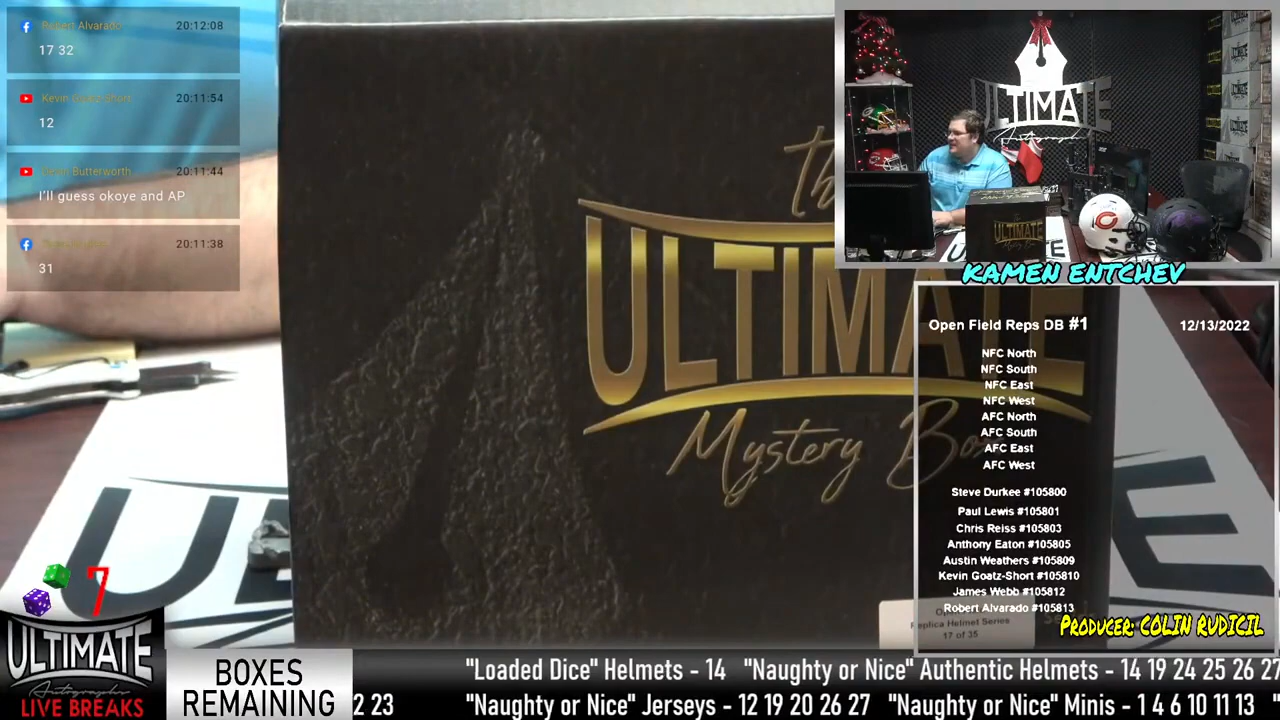 Robert Alvarado 20:12:08
17 32
Kevin Goatz-Short 20:11:54
12
Butterworth 20:11:44
I'll guess okoye and AP
20:11:38
31
The
ULTIMATE
Mystery Box
ULTIMATE
Autographs
ULTIMATE
Mystery Box
KAMEN ENTCHEV
Open Field Reps DB #1 12/13/2022
NFC North
NFC South
NFC East
NFC West
AFC North
AFC South
AFC East
AFC West
Steve Durkee #105800
Paul Lewis #105801
Chris Reiss #105803
Anthony Eaton #105805
Austin Weathers #105809
Kevin Goatz-Short #105810
James Webb #105812
Robert Alvarado #105813
Producer: COLIN RUDICIL
Replica Helmet Series
17 of 35
7
ULTIMATE
Autographs
LIVE BREAKS
BOXES
REMAINING
"Loaded Dice" Helmets - 14 "Naughty or Nice" Authentic Helmets - 14 19 24 25 26 27
2 23 "Naughty or Nice" Jerseys - 12 19 20 26 27 "Naughty or Nice" Minis - 1 4 6 10 11 13